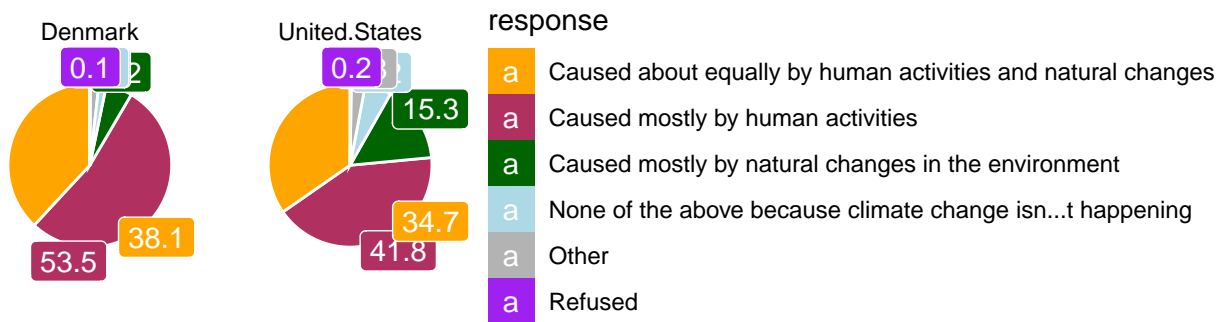 Denmark
United.States
response
0.1
0.2
15.3
34.7
38.1
41.8
53.5
a Caused about equally by human activities and natural changes
a Caused mostly by human activities
a Caused mostly by natural changes in the environment
a None of the above because climate change isn...t happening
a Other
a Refused